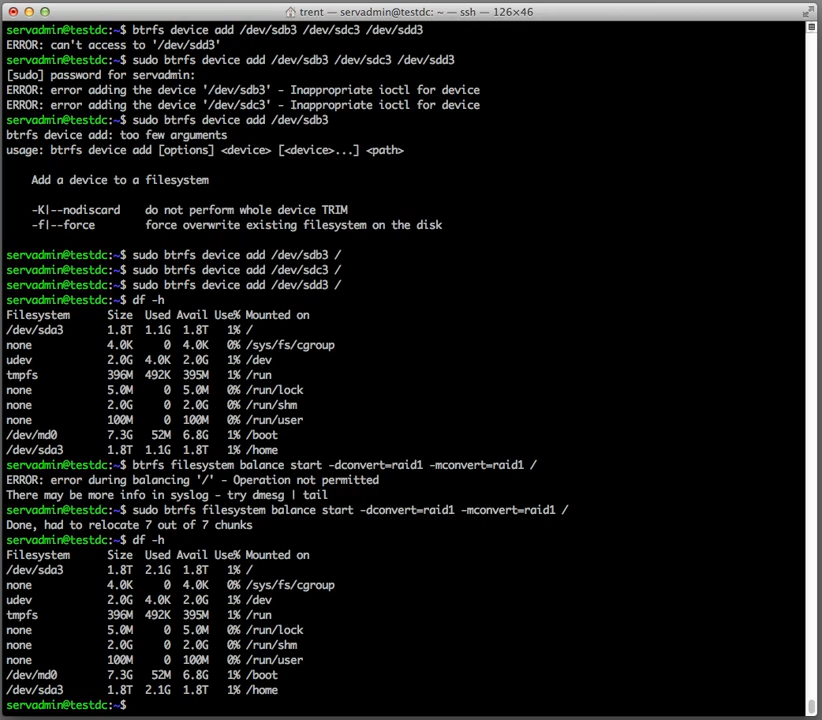 trent — servadmin@testdc: ~ — ssh — 126×46
servadmin@testdc:~$ btrfs device add /dev/sdb3 /dev/sdc3 /dev/sdd3
ERROR: can't access to '/dev/sdd3'
servadmin@testdc:~$ sudo btrfs device add /dev/sdb3 /dev/sdc3 /dev/sdd3
[sudo] password for servadmin:
ERROR: error adding the device '/dev/sdb3' - Inappropriate ioctl for device
ERROR: error adding the device '/dev/sdc3' - Inappropriate ioctl for device
servadmin@testdc:~$ sudo btrfs device add /dev/sdb3
btrfs device add: too few arguments
usage: btrfs device add [options] <device> [<device>...] <path>
    Add a device to a filesystem
    -K|--nodiscard    do not perform whole device TRIM
    -f|--force        force overwrite existing filesystem on the disk
servadmin@testdc:~$ sudo btrfs device add /dev/sdb3 /
servadmin@testdc:~$ sudo btrfs device add /dev/sdc3 /
servadmin@testdc:~$ sudo btrfs device add /dev/sdd3 /
servadmin@testdc:~$ df -h
Filesystem      Size  Used Avail Use% Mounted on
/dev/sda3       1.8T  1.1G  1.8T   1% /
none            4.0K     0  4.0K   0% /sys/fs/cgroup
udev            2.0G  4.0K  2.0G   1% /dev
tmpfs           396M  492K  395M   1% /run
none            5.0M     0  5.0M   0% /run/lock
none            2.0G     0  2.0G   0% /run/shm
none            100M     0  100M   0% /run/user
/dev/md0        7.3G   52M  6.8G   1% /boot
/dev/sda3       1.8T  1.1G  1.8T   1% /home
servadmin@testdc:~$ btrfs filesystem balance start -dconvert=raid1 -mconvert=raid1 /
ERROR: error during balancing '/' - Operation not permitted
There may be more info in syslog - try dmesg | tail
servadmin@testdc:~$ sudo btrfs filesystem balance start -dconvert=raid1 -mconvert=raid1 /
Done, had to relocate 7 out of 7 chunks
servadmin@testdc:~$ df -h
Filesystem      Size  Used Avail Use% Mounted on
/dev/sda3       1.8T  2.1G  1.8T   1% /
none            4.0K     0  4.0K   0% /sys/fs/cgroup
udev            2.0G  4.0K  2.0G   1% /dev
tmpfs           396M  492K  395M   1% /run
none            5.0M     0  5.0M   0% /run/lock
none            2.0G     0  2.0G   0% /run/shm
none            100M     0  100M   0% /run/user
/dev/md0        7.3G   52M  6.8G   1% /boot
/dev/sda3       1.8T  2.1G  1.8T   1% /home
servadmin@testdc:~$